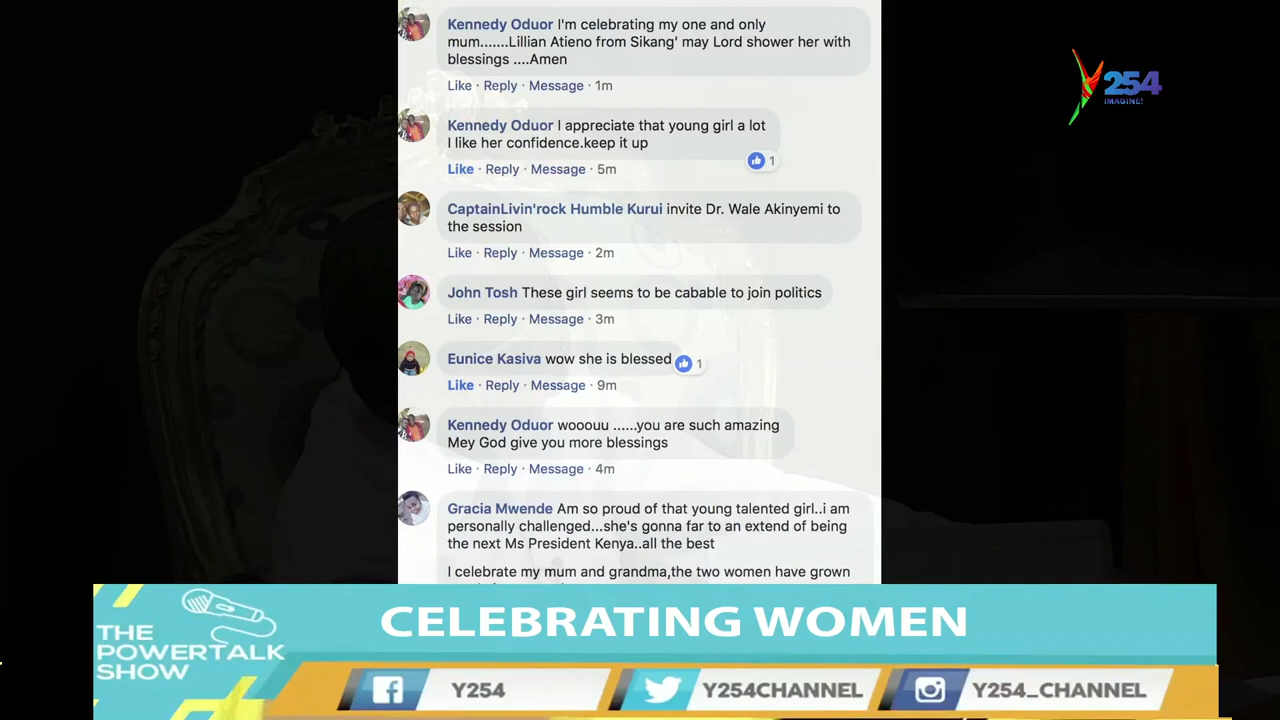 Kennedy Oduor I'm celebrating my one and only
mum.......Lillian Atieno from Sikang' may Lord shower her with
blessings ....Amen
Like · Reply · Message · 1m
Kennedy Oduor I appreciate that young girl a lot
I like her confidence.keep it up
1
Like · Reply · Message · 5m
CaptainLivin'rock Humble Kurui invite Dr. Wale Akinyemi to
the session
Like · Reply · Message · 2m
John Tosh These girl seems to be cabable to join politics
Like · Reply · Message · 3m
Eunice Kasiva wow she is blessed
1
Like · Reply · Message · 9m
Kennedy Oduor wooouu ......you are such amazing
Mey God give you more blessings
Like · Reply · Message · 4m
Gracia Mwende Am so proud of that young talented girl..i am
personally challenged...she's gonna far to an extend of being
the next Ms President Kenya..all the best
I celebrate my mum and grandma,the two women have grown
Y254
IMAGINE!
THE
POWERTALK
SHOW
CELEBRATING WOMEN
Y254
Y254CHANNEL
Y254_CHANNEL